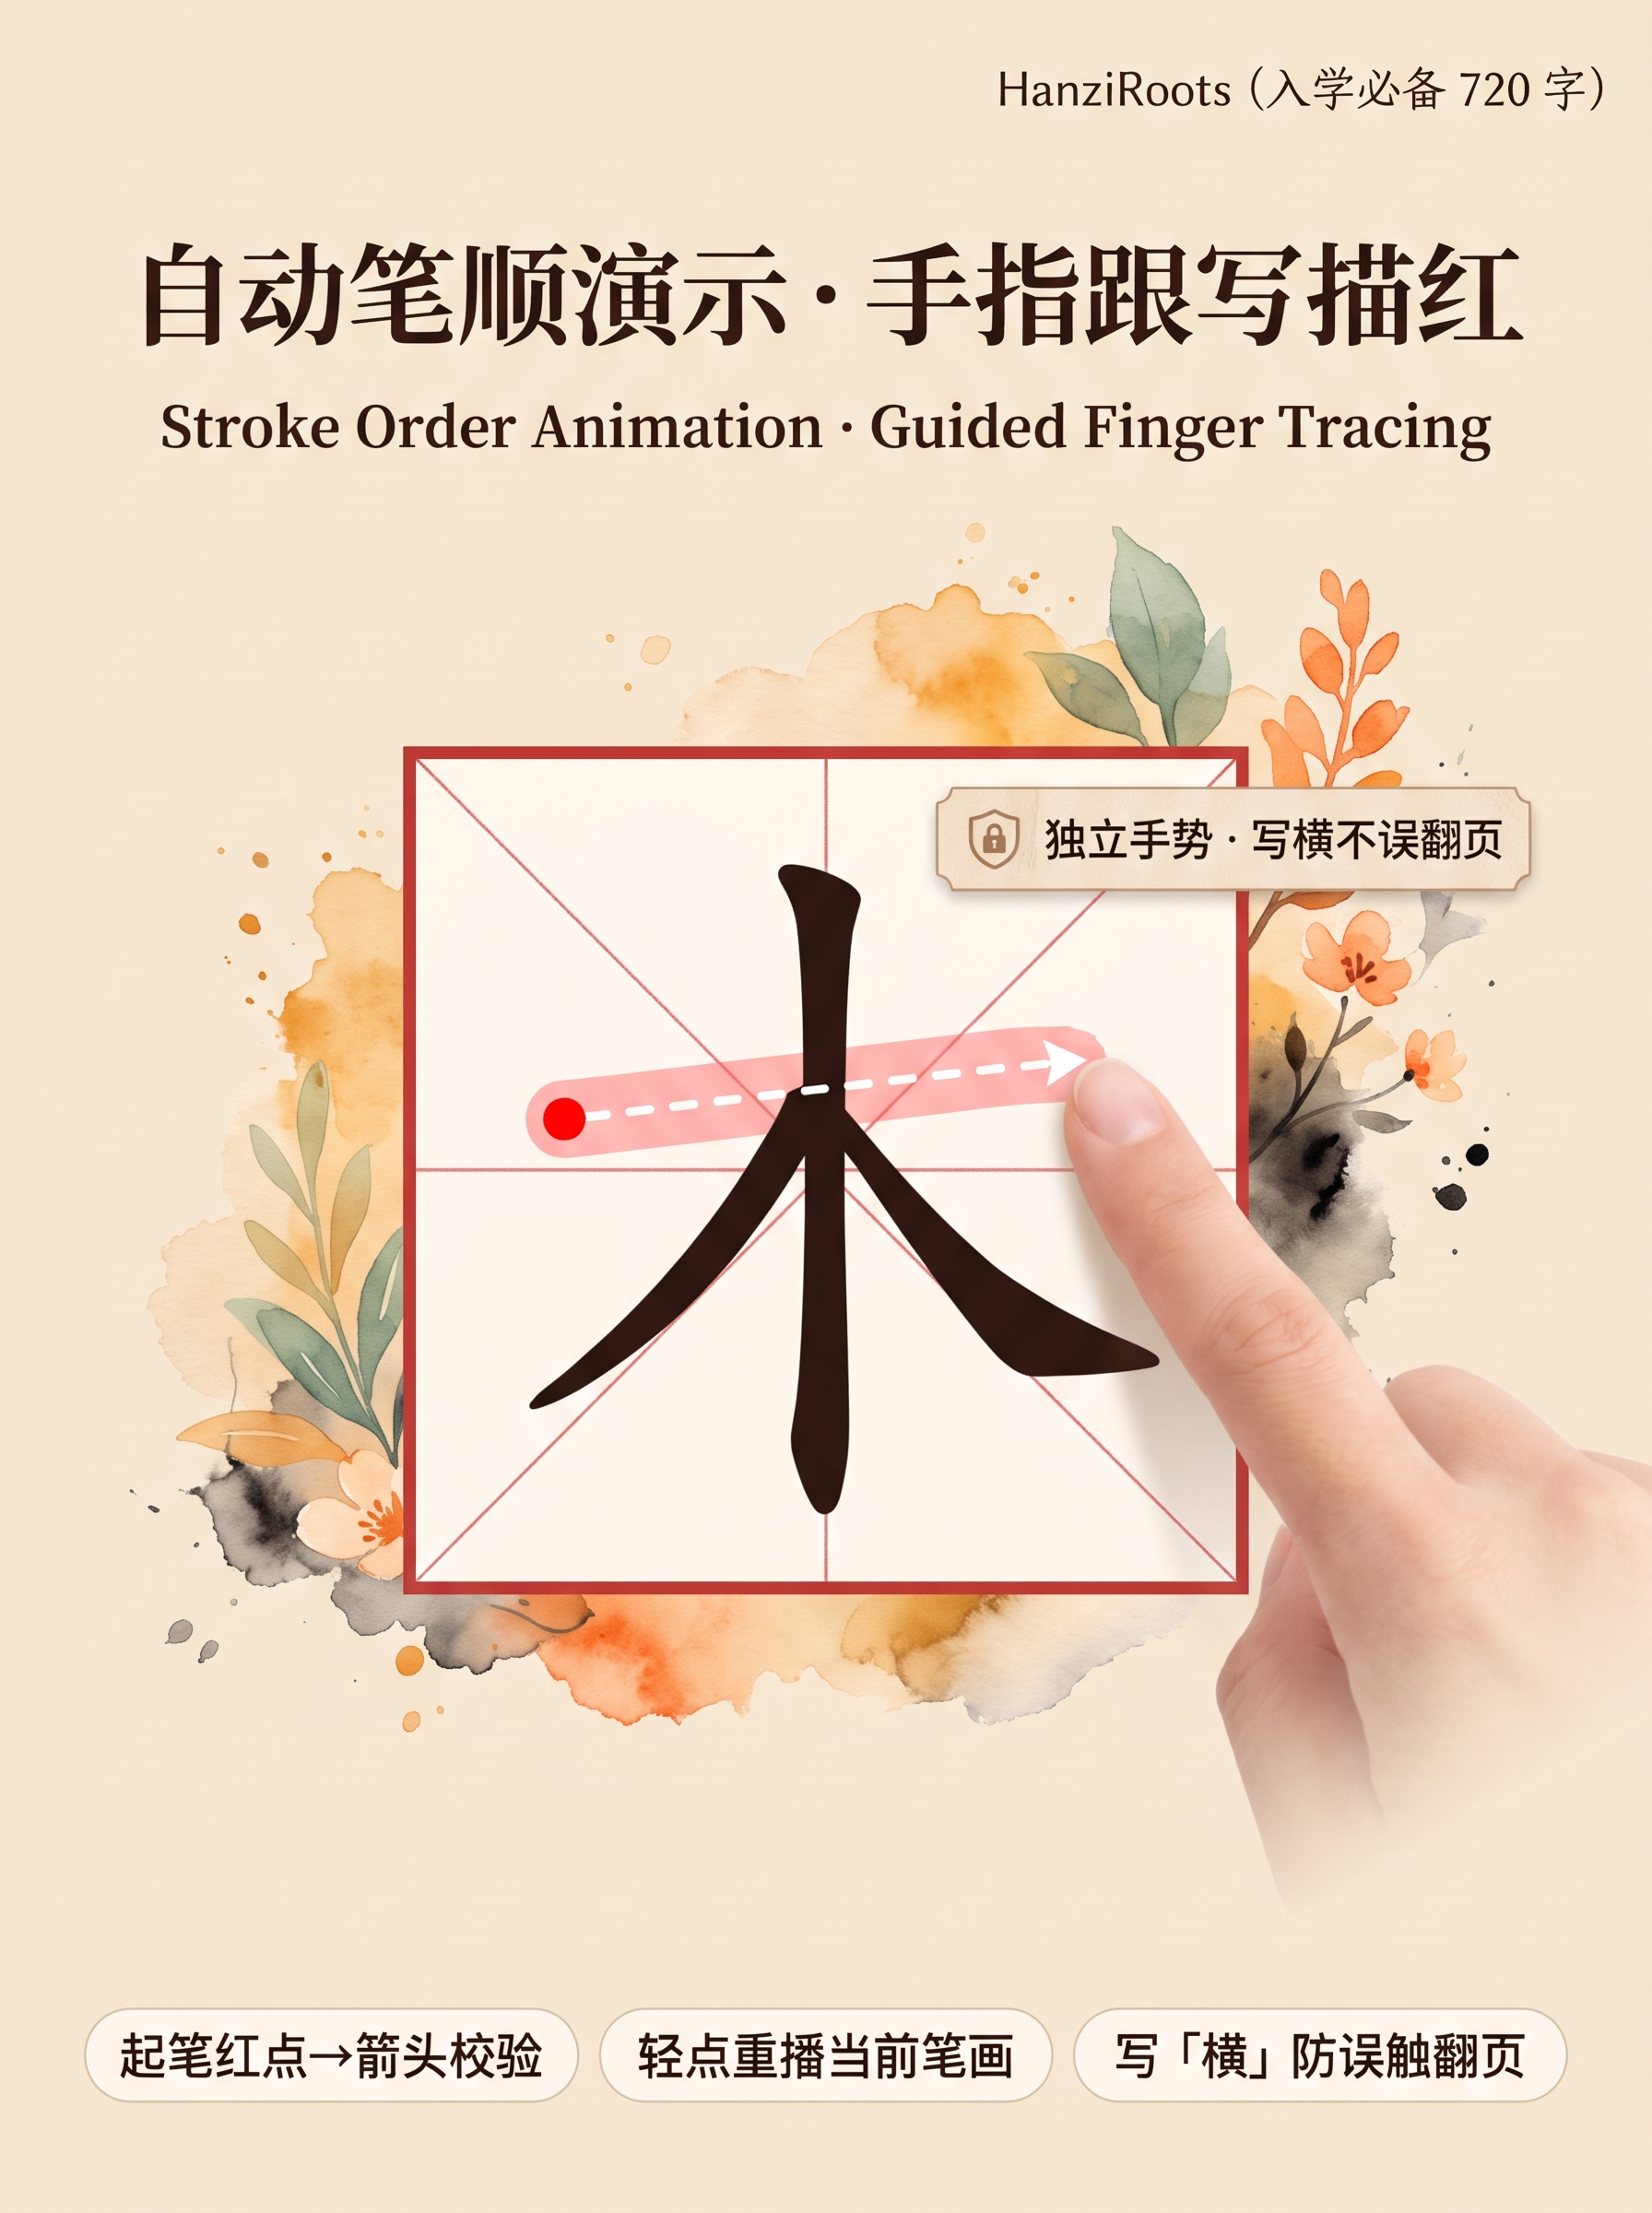 HanziRoots（入学必备 720 字）
自动笔顺演示·手指跟写描红
Stroke Order Animation · Guided Finger Tracing
独立手势·写横不误翻页
木
起笔红点→箭头校验
轻点重播当前笔画
写「横」防误触翻页